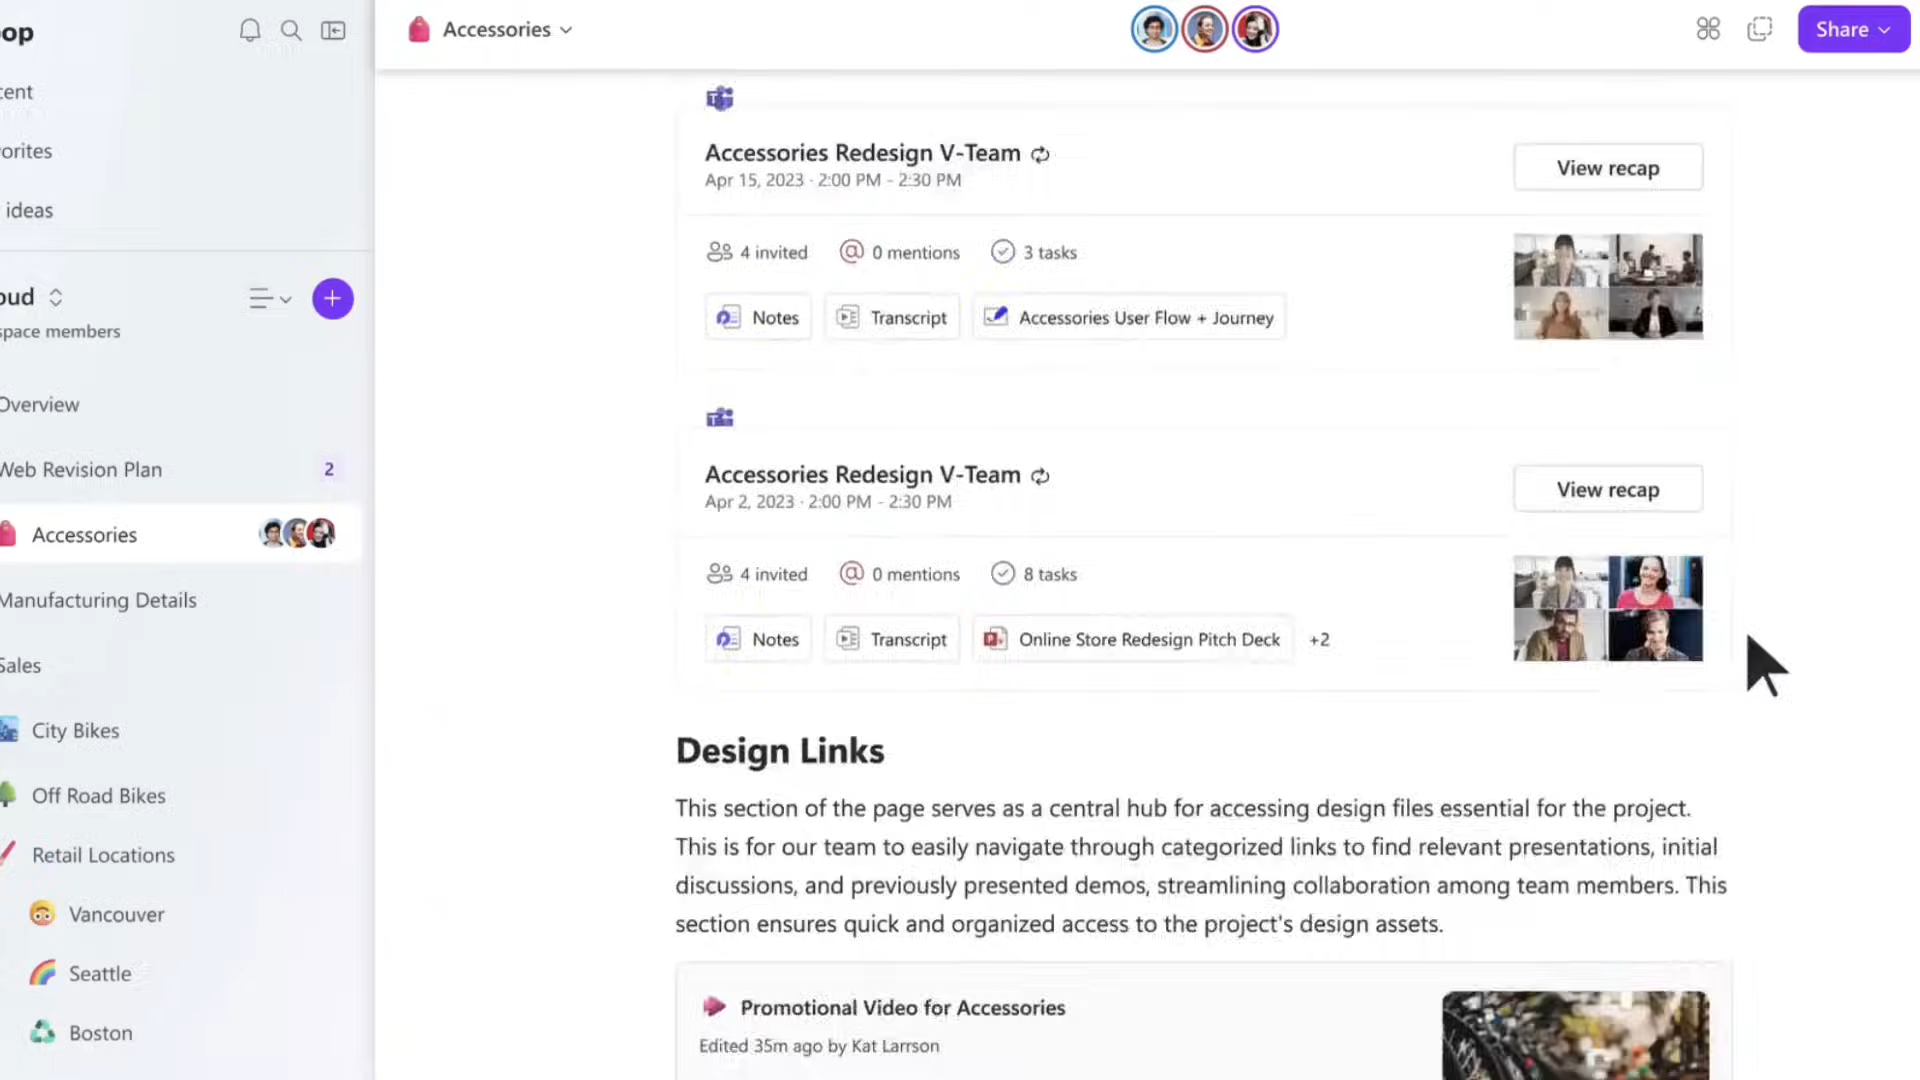 op
cent
orites
ideas
oud
space members
Overview
Web Revision Plan 2
Accessories
Manufacturing Details
Sales
City Bikes
Off Road Bikes
Retail Locations
Vancouver
Seattle
Boston
Accessories
Share
Accessories Redesign V-Team
Apr 15, 2023 · 2:00 PM - 2:30 PM
View recap
4 invited @ 0 mentions 3 tasks
Notes Transcript Accessories User Flow + Journey
Accessories Redesign V-Team
Apr 2, 2023 · 2:00 PM - 2:30 PM
View recap
4 invited @ 0 mentions 8 tasks
Notes Transcript Online Store Redesign Pitch Deck +2
Design Links
This section of the page serves as a central hub for accessing design files essential for the project.
This is for our team to easily navigate through categorized links to find relevant presentations, initial
discussions, and previously presented demos, streamlining collaboration among team members. This
section ensures quick and organized access to the project's design assets.
Promotional Video for Accessories
Edited 35m ago by Kat Larrson